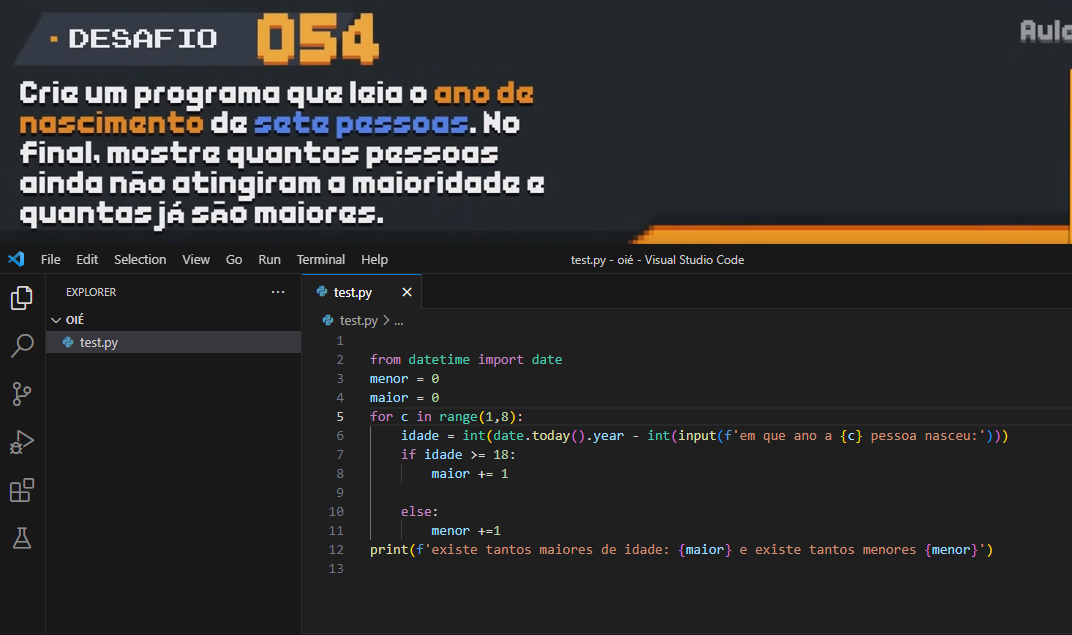 DESAFIO 054
Aula
Crie um programa que leia o ano de
nascimento de sete pessoas. No
final, mostre quantas pessoas
ainda não atingiram a maioridade e
quantas já são maiores.
File Edit Selection View Go Run Terminal Help test.py - oié - Visual Studio Code
EXPLORER ···
test.py ×
OIÉ
test.py
test.py > ...
1
2 from datetime import date
3 menor = 0
4 maior = 0
5 for c in range(1,8):
6     idade = int(date.today().year - int(input(f'em que ano a {c} pessoa nasceu:')))
7     if idade >= 18:
8         maior += 1
9
10     else:
11         menor +=1
12 print(f'existe tantos maiores de idade: {maior} e existe tantos menores {menor}')
13